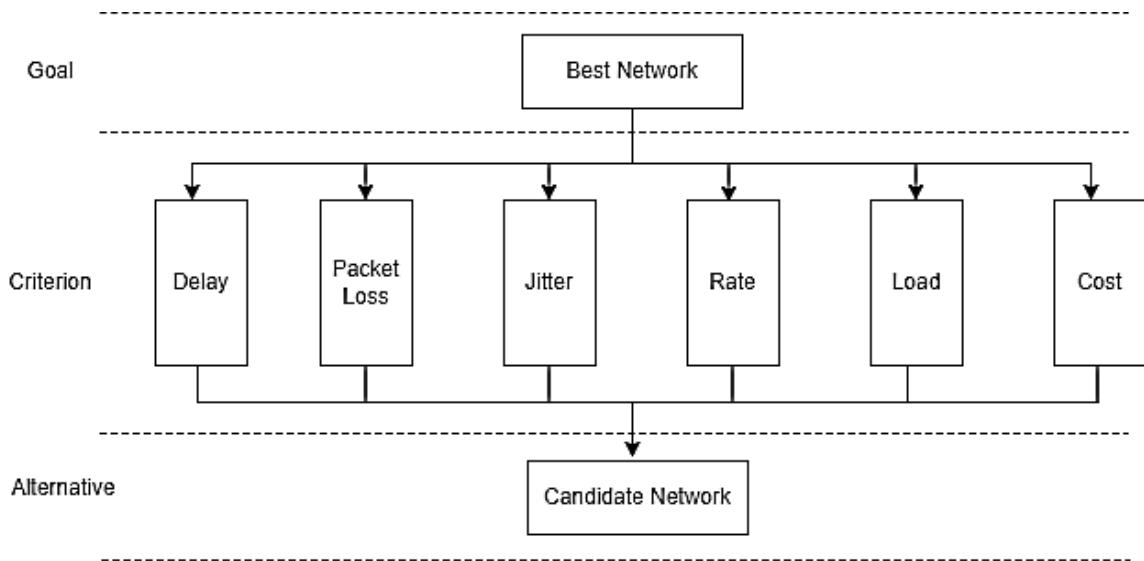 Goal
Best Network
Criterion
Delay
Packet
Loss
Jitter
Rate
Load
Cost
Alternative
Candidate Network